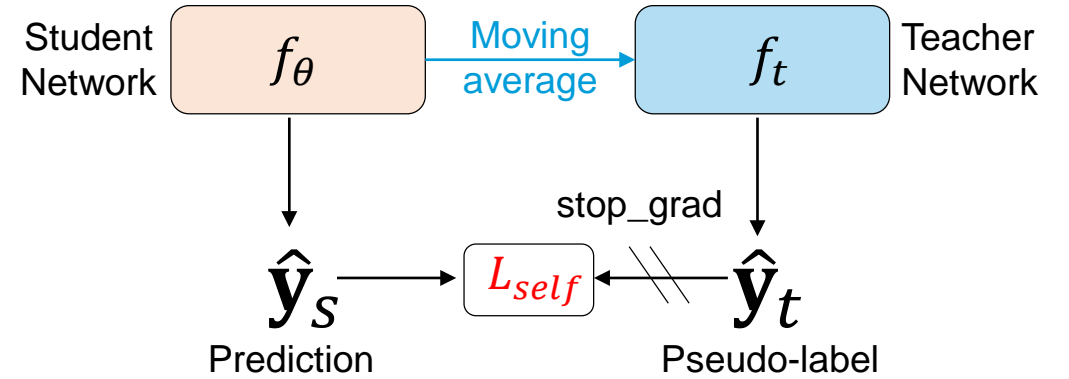 Student
Network
f_θ
Moving
average
f_t
Teacher
Network
stop_grad
ŷ_s
L_self
ŷ_t
Prediction
Pseudo-label